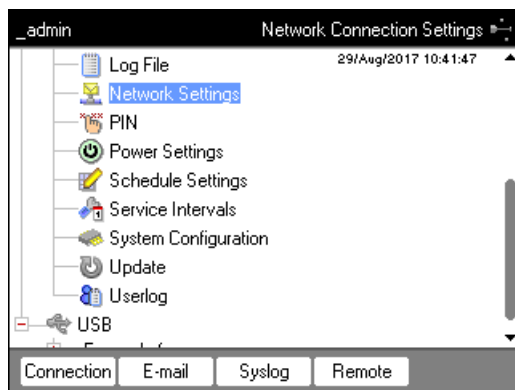 _admin Network Connection Settings
29/Aug/2017 10:41:47
Log File
Network Settings
PIN
Power Settings
Schedule Settings
Service Intervals
System Configuration
Update
Userlog
USB
Connection E-mail Syslog Remote